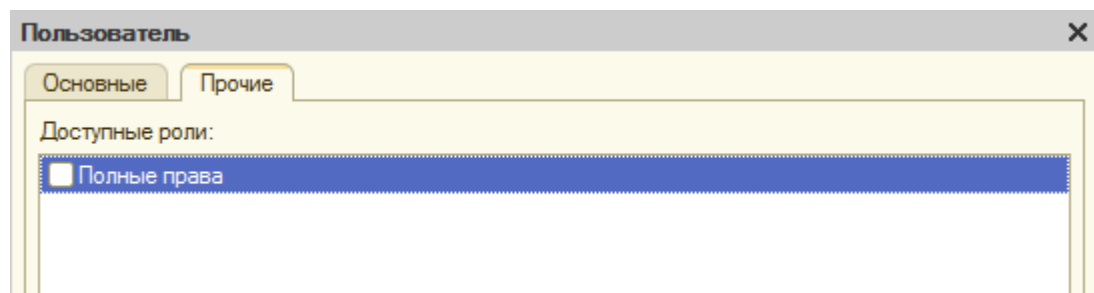 Пользователь
Основные Прочие
Доступные роли:
Полные права